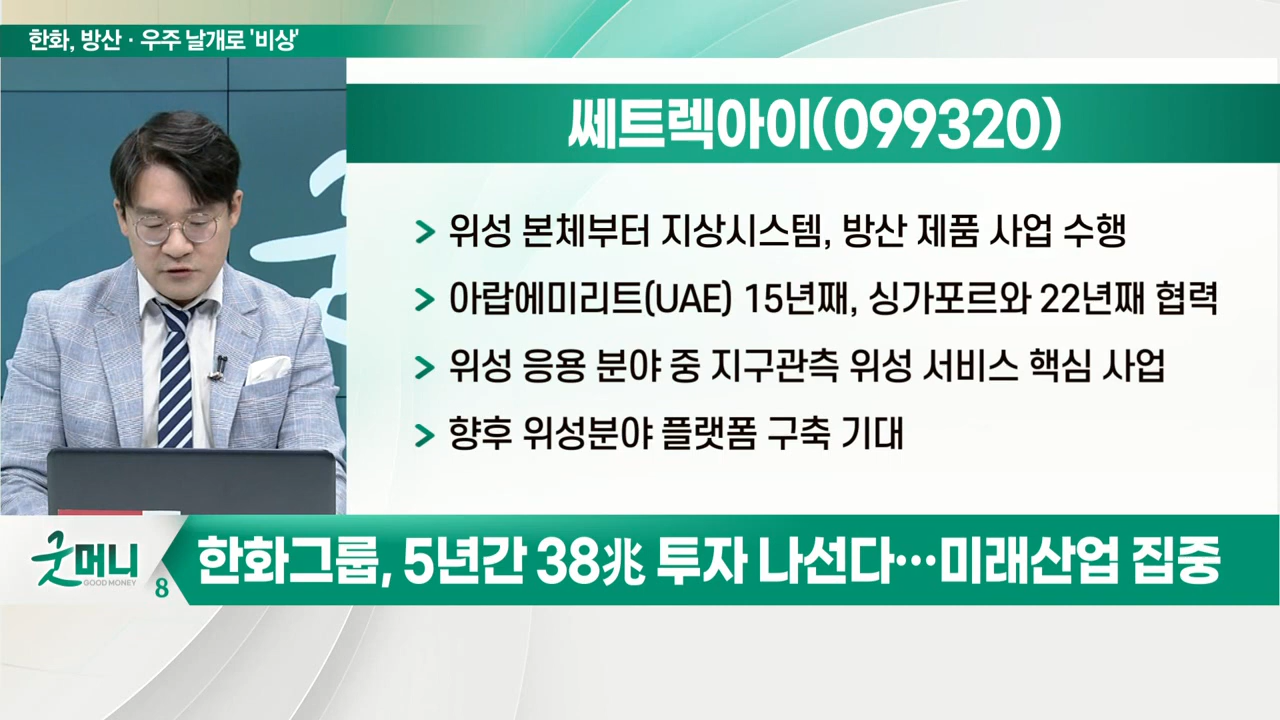 한화, 방산 · 우주 날개로 '비상'
쎄트렉아이(099320)
> 위성 본체부터 지상시스템, 방산 제품 사업 수행
> 아랍에미리트(UAE) 15년째, 싱가포르와 22년째 협력
> 위성 응용 분야 중 지구관측 위성 서비스 핵심 사업
> 향후 위성분야 플랫폼 구축 기대
굿머니
GOOD MONEY
8
한화그룹, 5년간 38兆 투자 나선다…미래산업 집중